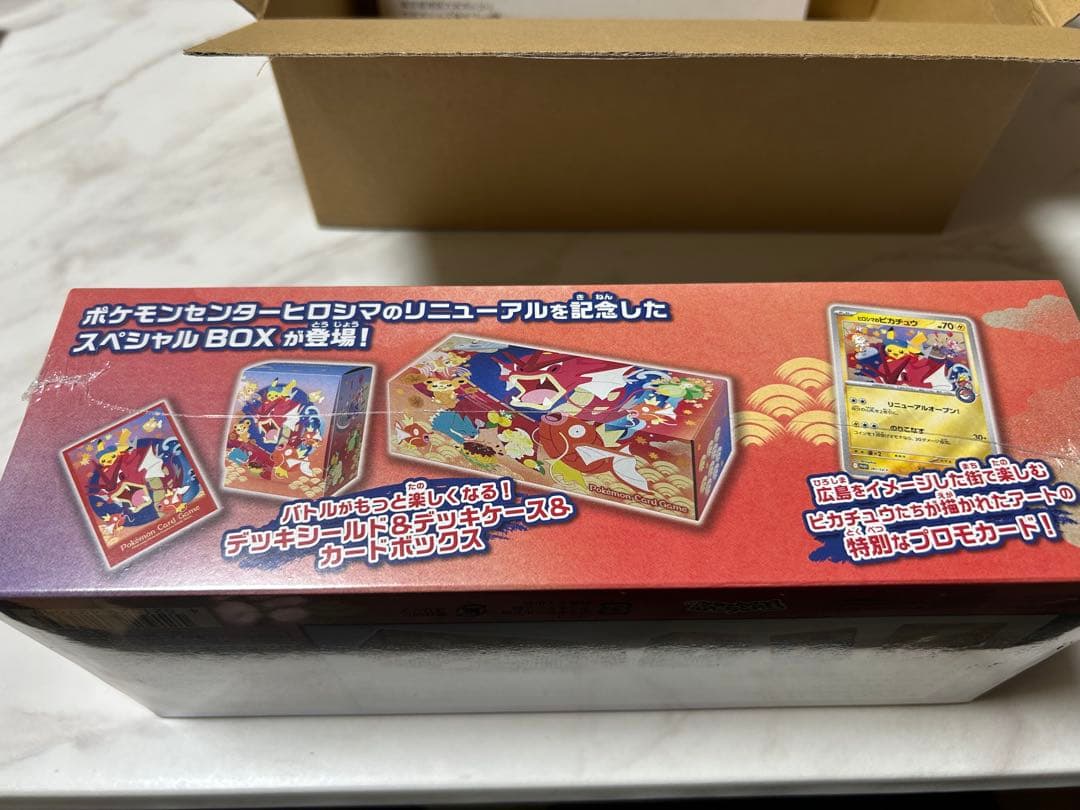 ポケモンセンターヒロシマのリニューアルを記念した
スペシャルBOXが登場!
バトルがもっと楽しくなる!
デッキシールド&デッキケース&
カードボックス
Pokémon Card Game
Pokémon Card Game
ヒロシマのピカチュウ
70
リニューアルオープン!
のりこなす
30+
広島をイメージした街で楽しむ
ピカチュウたちが描かれたアートの
特別なプロモカード!